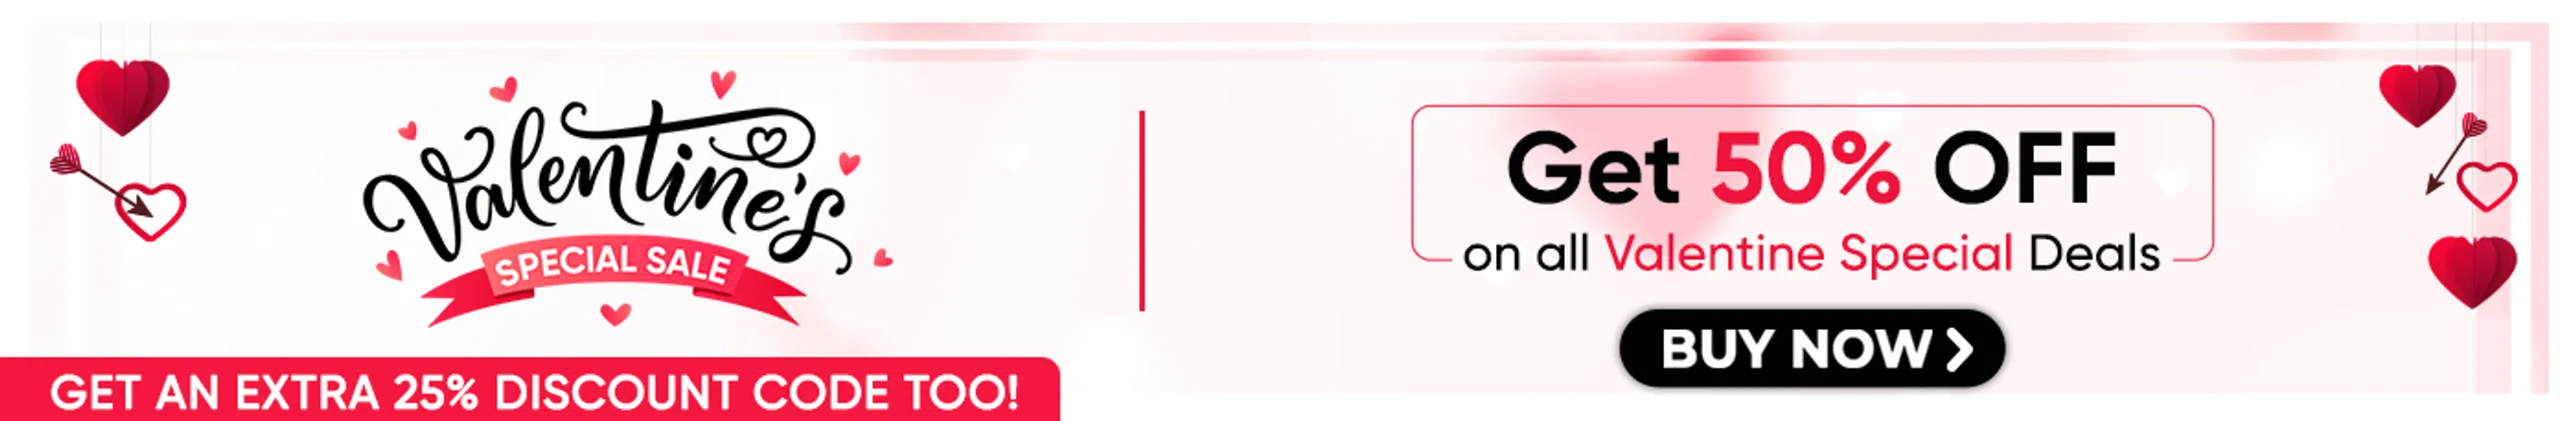 Valentine's
SPECIAL SALE
GET AN EXTRA 25% DISCOUNT CODE TOO!
Get 50% OFF
on all Valentine Special Deals
BUY NOW